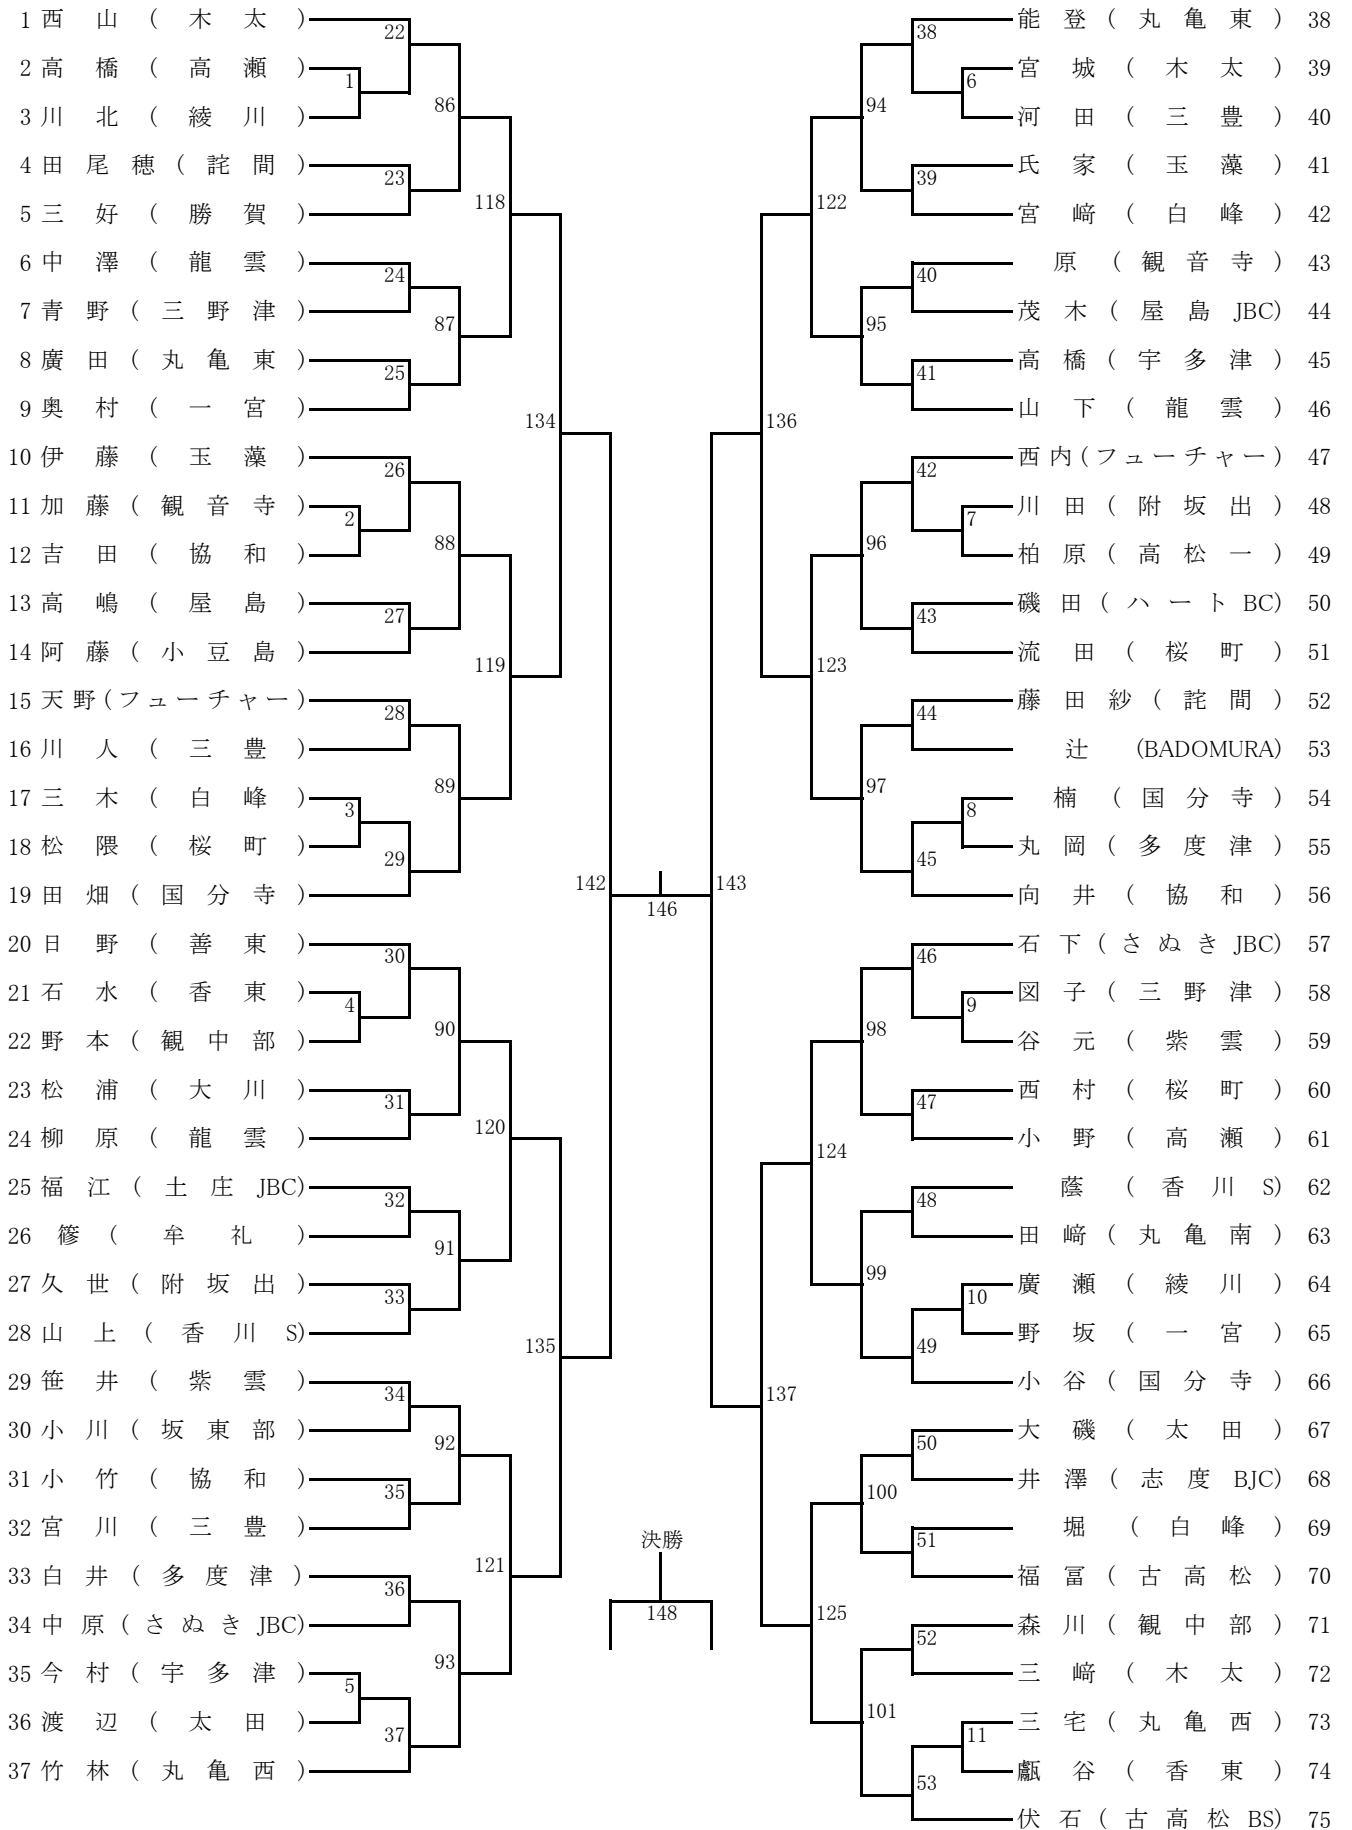 1 西山(木太)
2 高橋(高瀬)
3 川北(綾川)
4 田尾穂(詫間)
5 三好(勝賀)
6 中澤(龍雲)
7 青野(三野津)
8 廣田(丸亀東)
9 奥村(一宮)
10 伊藤(玉藻)
11 加藤(観音寺)
12 吉田(協和)
13 高嶋(屋島)
14 阿藤(小豆島)
15 天野(フューチャー)
16 川人(三豊)
17 三木(白峰)
18 松隈(桜町)
19 田畑(国分寺)
20 日野(善東)
21 石水(香東)
22 野本(観中部)
23 松浦(大川)
24 柳原(龍雲)
25 福江(土庄JBC)
26 篠(牟礼)
27 久世(附坂出)
28 山上(香川S)
29 笹井(紫雲)
30 小川(坂東部)
31 小竹(協和)
32 宮川(三豊)
33 白井(多度津)
34 中原(さぬきJBC)
35 今村(宇多津)
36 渡辺(太田)
37 竹林(丸亀西)
1
2
3
4
5
22
23
24
25
26
27
28
29
30
31
32
33
34
35
36
37
86
87
88
89
90
91
92
93
118
119
120
121
134
135
142
146
143
決勝
148
136
137
122
123
124
125
94
95
96
97
98
99
100
101
38
39
40
41
42
43
44
45
46
47
48
49
50
51
52
53
6
7
8
9
10
11
能登(丸亀東) 38
宮城(木太) 39
河田(三豊) 40
氏家(玉藻) 41
宮﨑(白峰) 42
原(観音寺) 43
茂木(屋島JBC) 44
高橋(宇多津) 45
山下(龍雲) 46
西内(フューチャー) 47
川田(附坂出) 48
柏原(高松一) 49
磯田(ハートBC) 50
流田(桜町) 51
藤田紗(詫間) 52
辻(BADOMURA) 53
楠(国分寺) 54
丸岡(多度津) 55
向井(協和) 56
石下(さぬきJBC) 57
図子(三野津) 58
谷元(紫雲) 59
西村(桜町) 60
小野(高瀬) 61
蔭(香川S) 62
田﨑(丸亀南) 63
廣瀬(綾川) 64
野坂(一宮) 65
小谷(国分寺) 66
大磯(太田) 67
井澤(志度BJC) 68
堀(白峰) 69
福冨(古高松) 70
森川(観中部) 71
三﨑(木太) 72
三宅(丸亀西) 73
甗谷(香東) 74
伏石(古高松BS) 75